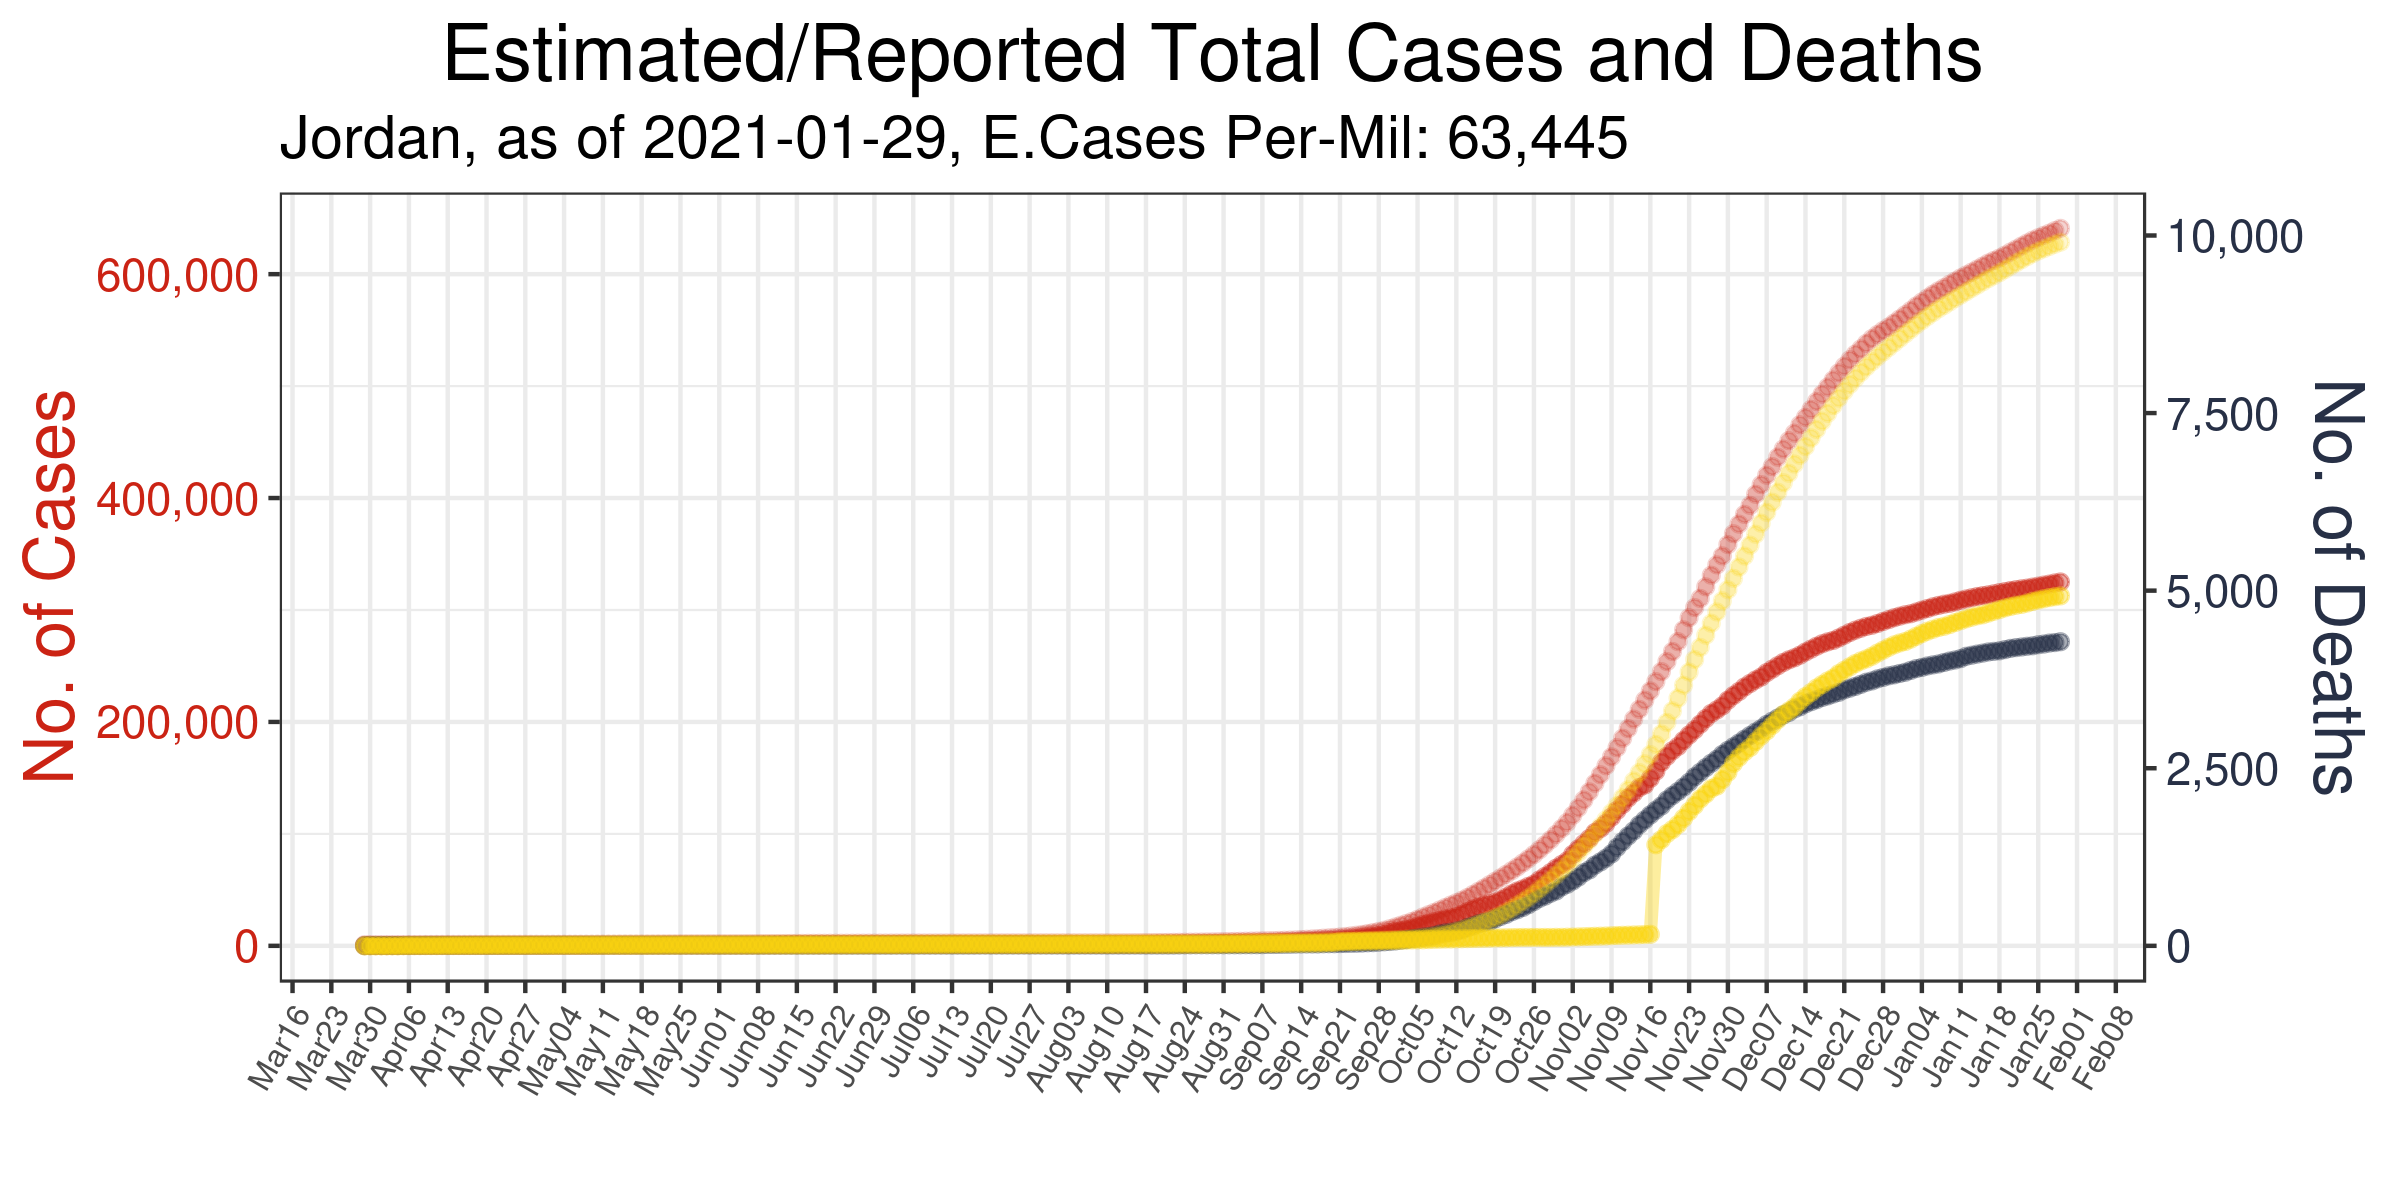 Estimated/Reported Total Cases and Deaths
Jordan, as of 2021-01-29, E.Cases Per-Mil: 63,445
No. of Cases
600,000
400,000
200,000
0
10,000
7,500
5,000
2,500
0
No. of Deaths
Mar16
Mar23
Mar30
Apr06
Apr13
Apr20
Apr27
May04
May11
May18
May25
Jun01
Jun08
Jun15
Jun22
Jun29
Jul06
Jul13
Jul20
Jul27
Aug03
Aug10
Aug17
Aug24
Aug31
Sep07
Sep14
Sep21
Sep28
Oct05
Oct12
Oct19
Oct26
Nov02
Nov09
Nov16
Nov23
Nov30
Dec07
Dec14
Dec21
Dec28
Jan04
Jan11
Jan18
Jan25
Feb01
Feb08